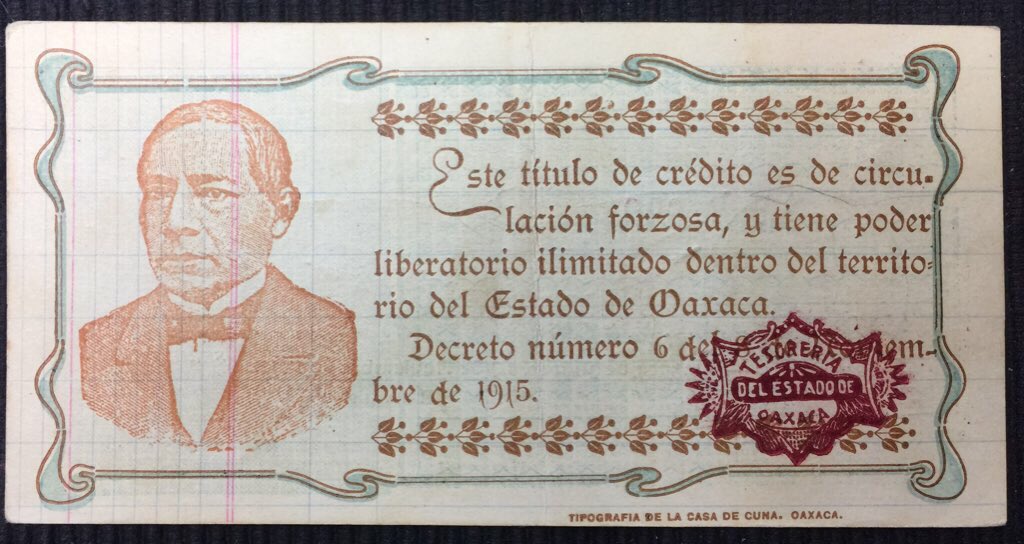 Este título de crédito es de circu-
lación forzosa, y tiene poder
liberatorio ilimitado dentro del territo-
rio del Estado de Oaxaca.
Decreto número 6 de em-
bre de 1915.
TESORERIA
DEL ESTADO DE
OAXACA
TIPOGRAFIA DE LA CASA DE CUNA. OAXACA.